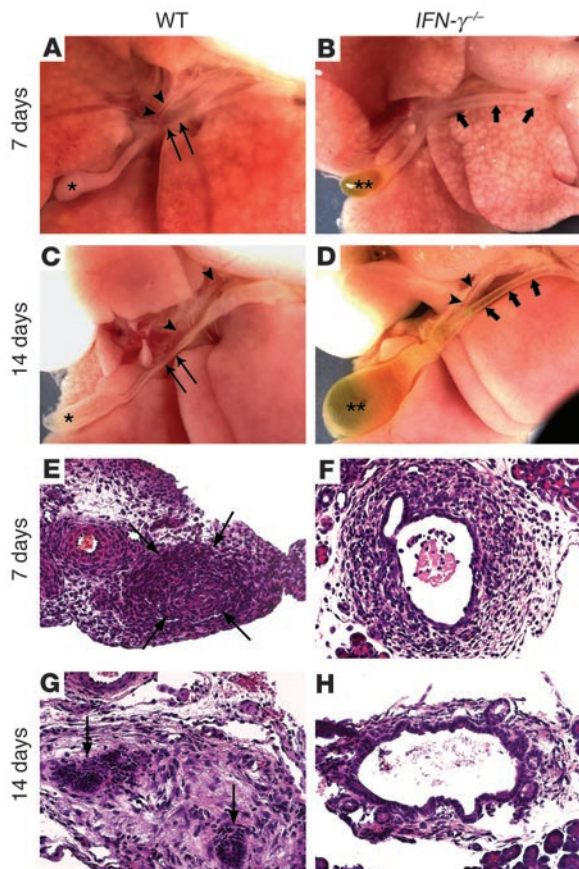 WT
IFN-γ−/−
7 days
A
*
B
**
14 days
C
*
D
**
7 days
E
F
14 days
G
H